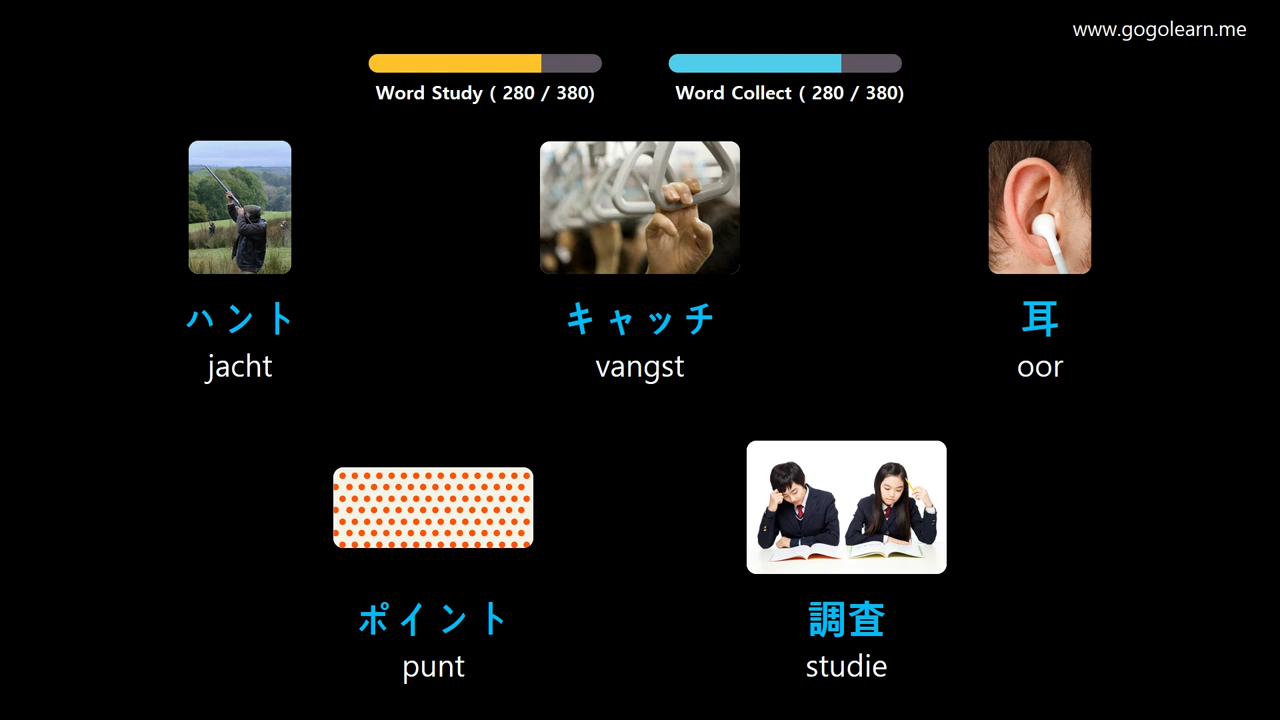 www.gogolearn.me
Word Study ( 280 / 380)
Word Collect ( 280 / 380)
ハント
jacht
キャッチ
vangst
耳
oor
ポイント
punt
調査
studie